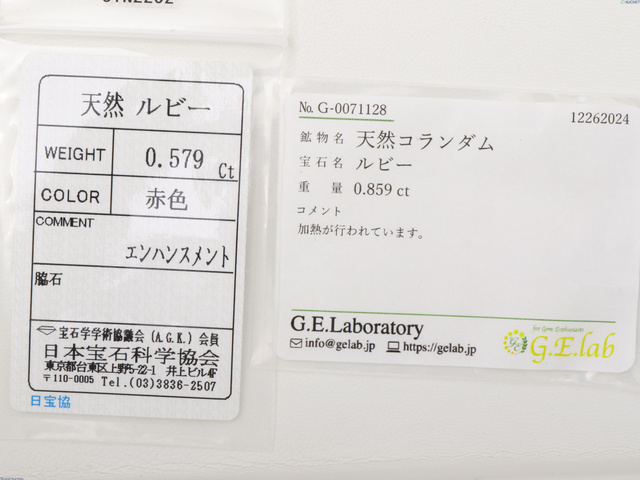 天然 ルビー
WEIGHT 0.579 Ct
COLOR 赤色
COMMENT
エンハンスメント
脇石
宝石学学術協議会 (A.G.K.) 会員
日本宝石科学協会
東京都台東区上野5-22-1 井上ビル4F
〒110-0005 Tel.(03)3836-2507
日宝協
No. G-0071128
12262024
鉱物名 天然コランダム
宝石名 ルビー
重量 0.859 ct
コメント
加熱が行われています。
G.E.Laboratory
info@gelab.jp https://gelab.jp
for Gem Enthusiasts
G.E.lab